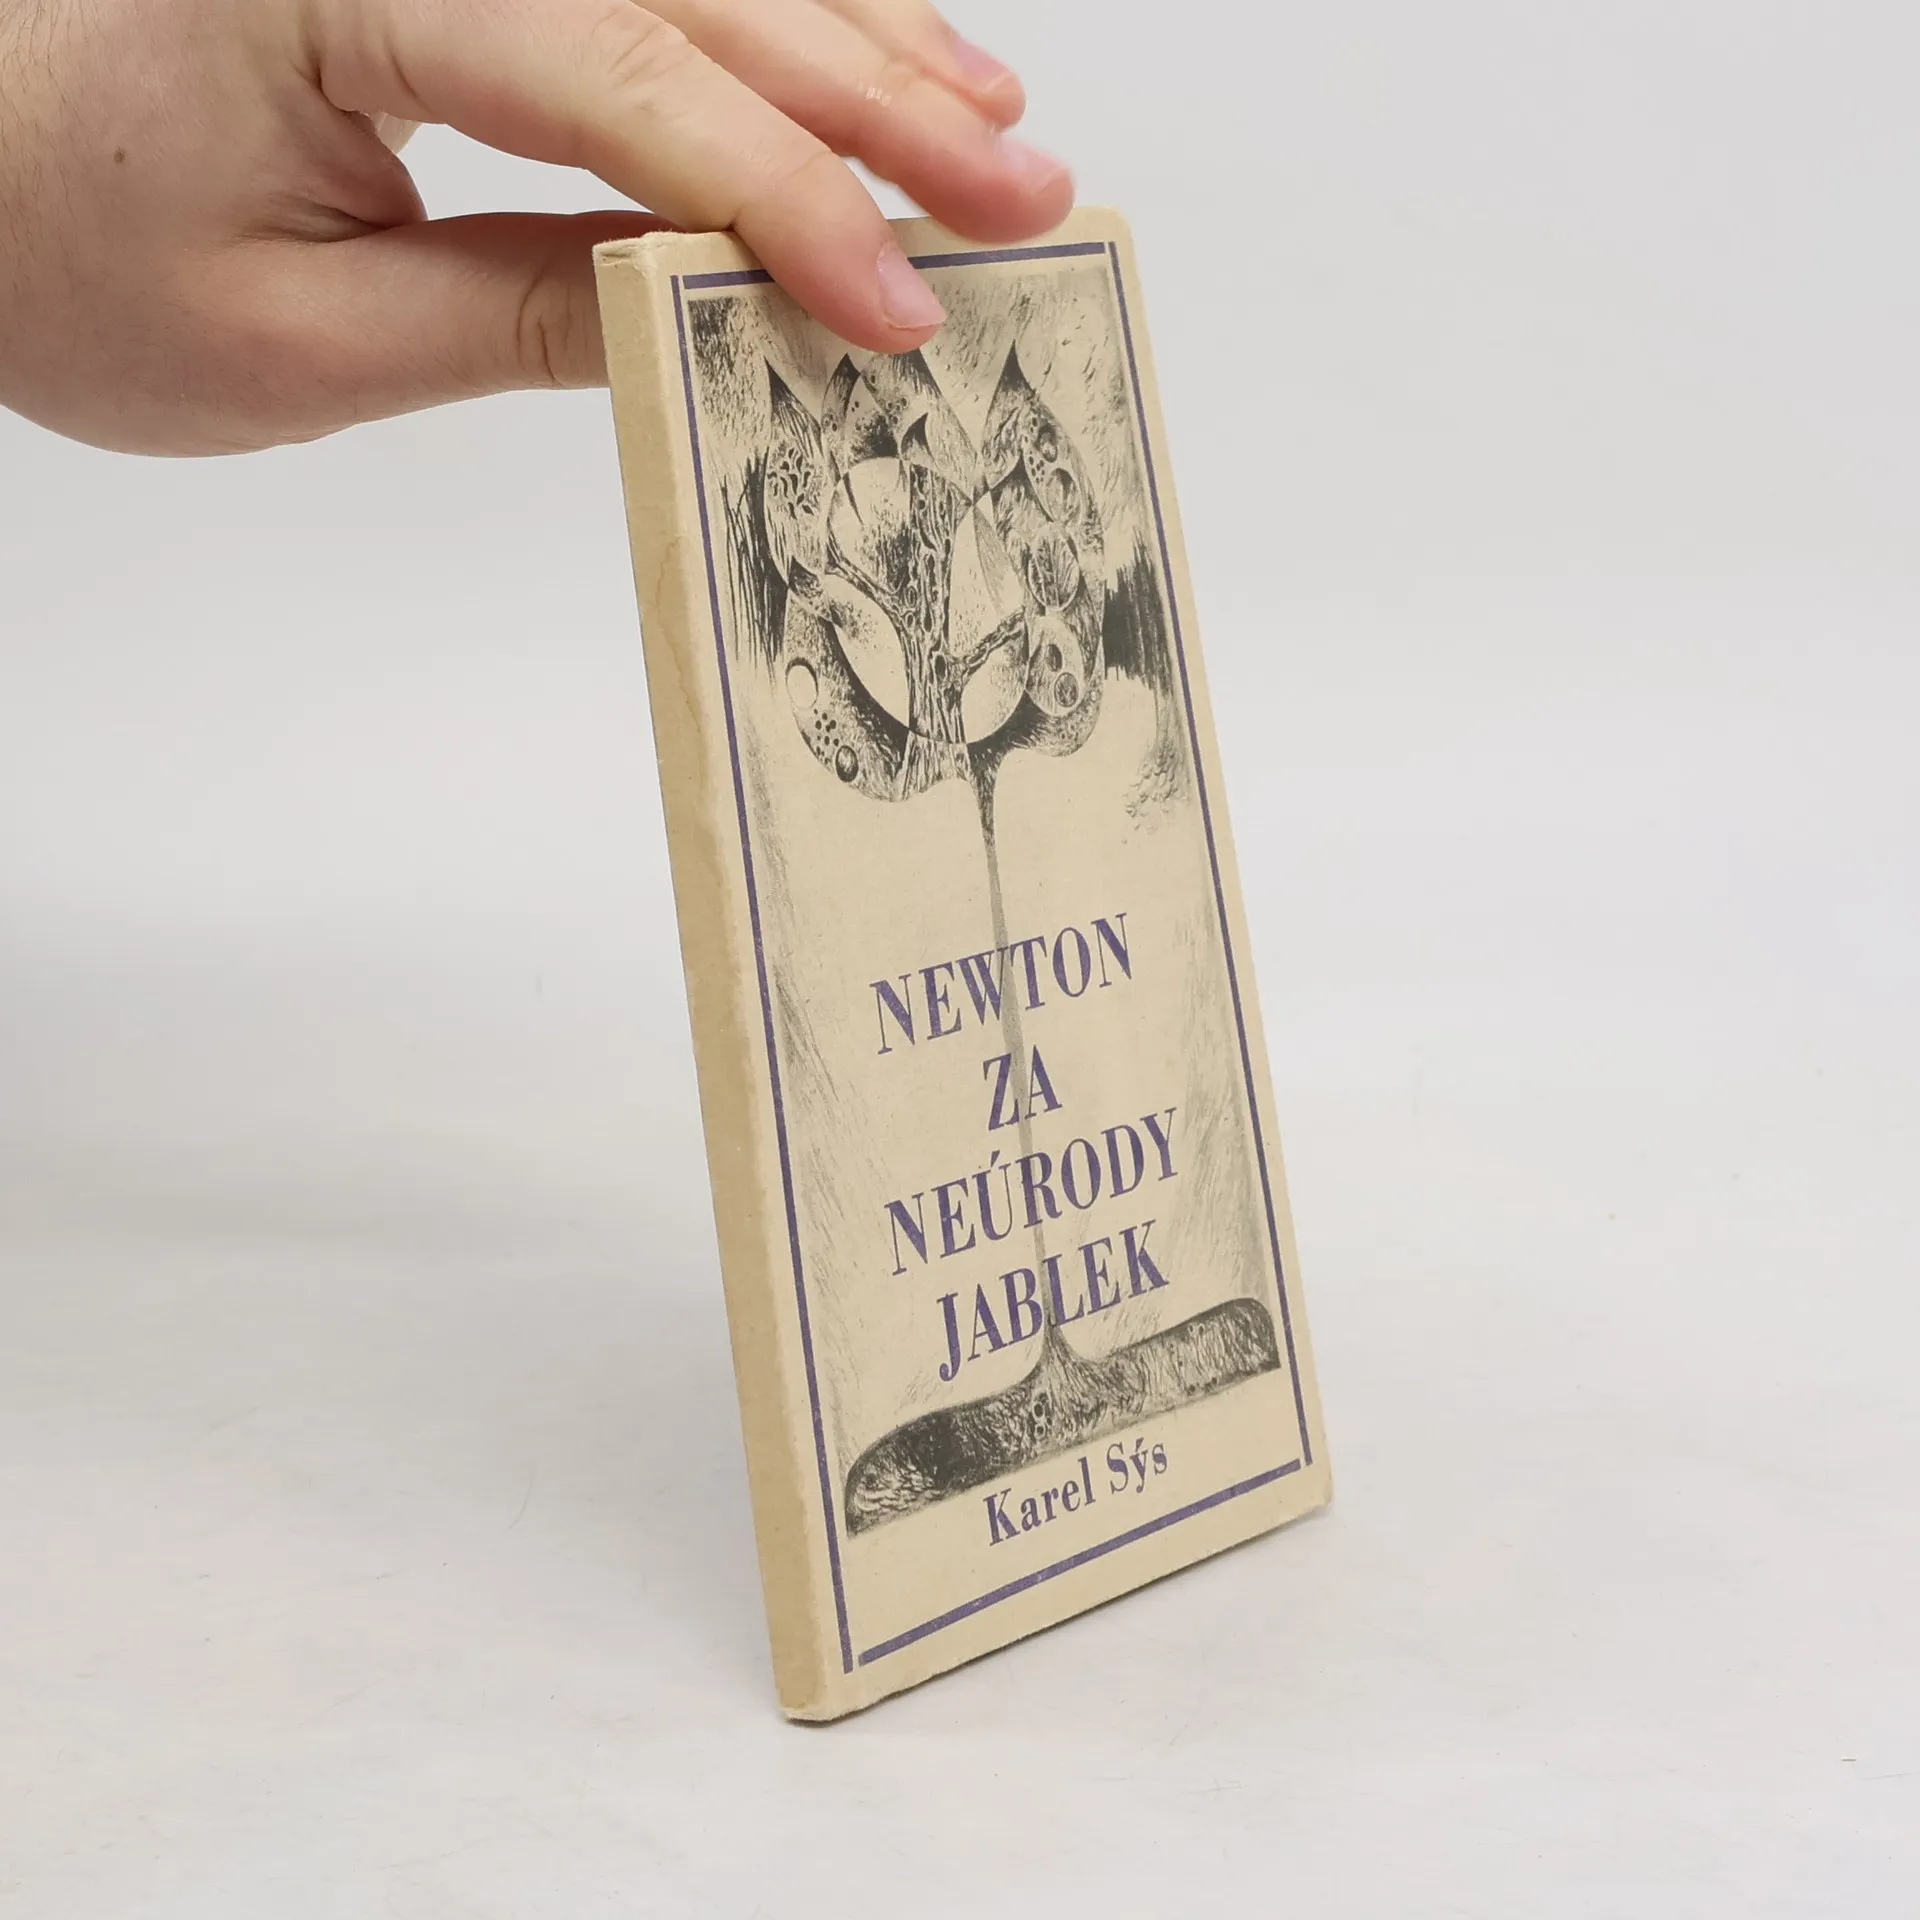 NEWTON
ZA
NEÚRODY
JABLEK
Karel Sýs